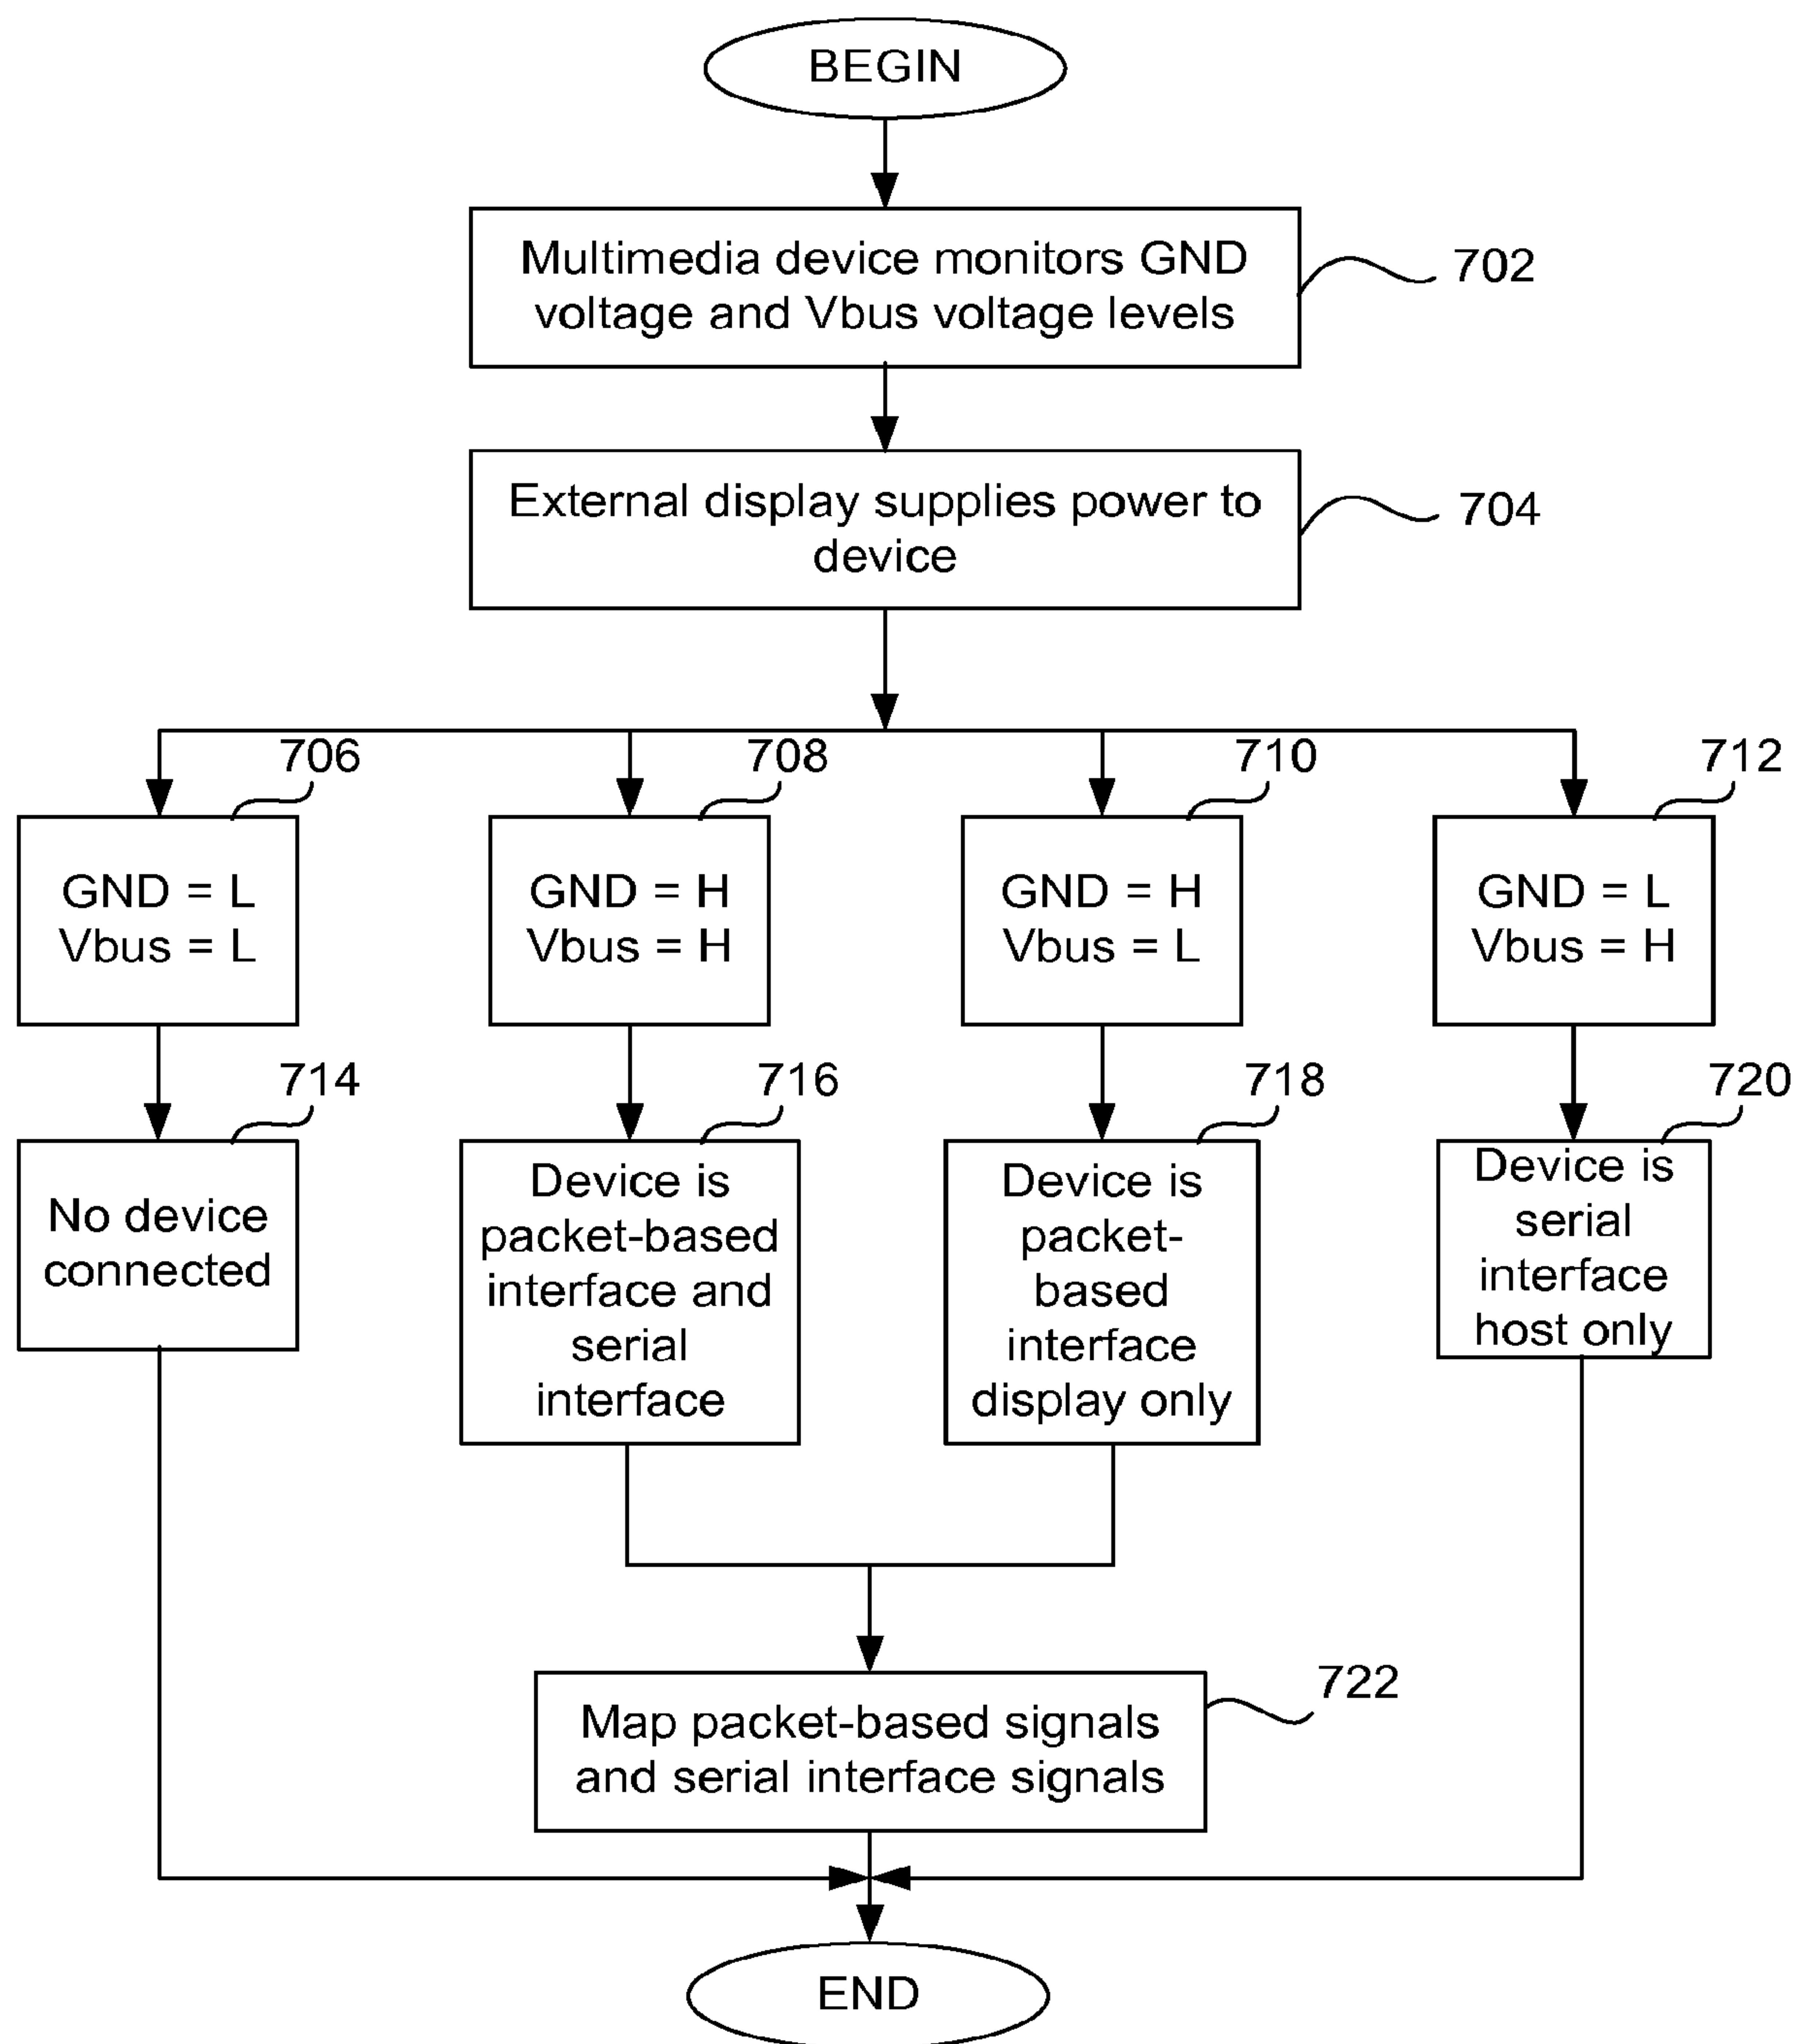 BEGIN
Multimedia device monitors GND
voltage and Vbus voltage levels
702
External display supplies power to
device
704
706
708
710
712
GND = L
Vbus = L
GND = H
Vbus = H
GND = H
Vbus = L
GND = L
Vbus = H
714
716
718
720
No device
connected
Device is
packet-based
interface and
serial
interface
Device is
packet-
based
interface
display only
Device is
serial
interface
host only
Map packet-based signals
and serial interface signals
722
END